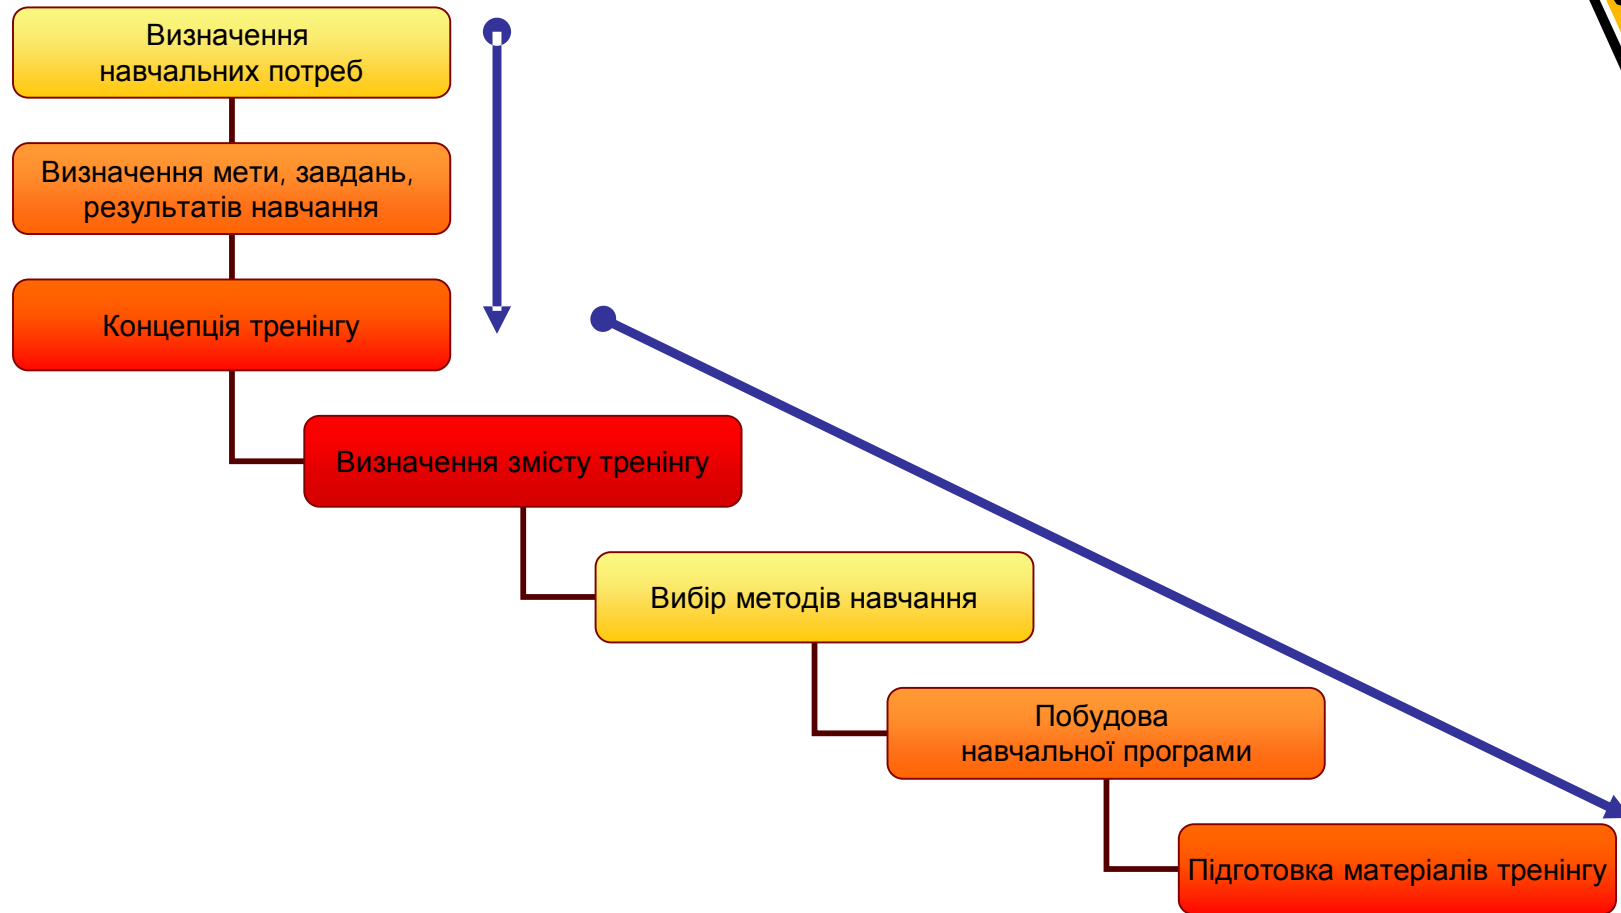 Визначення
навчальних потреб
Визначення мети, завдань,
результатів навчання
Концепція тренінгу
Визначення змісту тренінгу
Вибір методів навчання
Побудова
навчальної програми
Підготовка матеріалів тренінгу